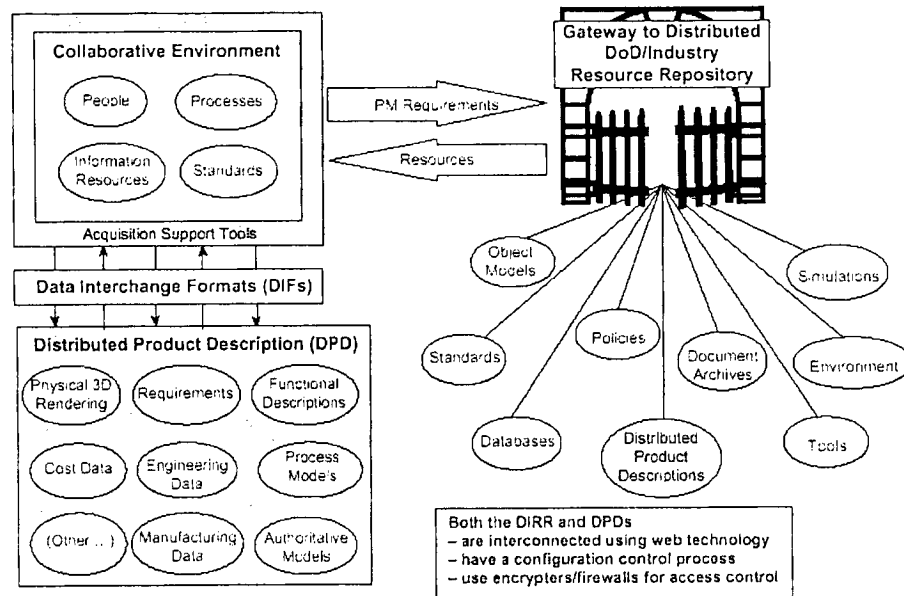 Collaborative Environment
People
Processes
Information
Resources
Standards
Acquisition Support Tools
PM Requirements
Resources
Gateway to Distributed
DoD/Industry
Resource Repository
Data Interchange Formats (DIFs)
Distributed Product Description (DPD)
Physical 3D
Rendering
Requirements
Functional
Descriptions
Cost Data
Engineering
Data
Process
Models
(Other ...)
Manufacturing
Data
Authoritative
Models
Object
Models
Simulations
Policies
Standards
Document
Archives
Environment
Databases
Distributed
Product
Descriptions
Tools
Both the DIRR and DPDs
– are interconnected using web technology
– have a configuration control process
– use encrypters/firewalls for access control